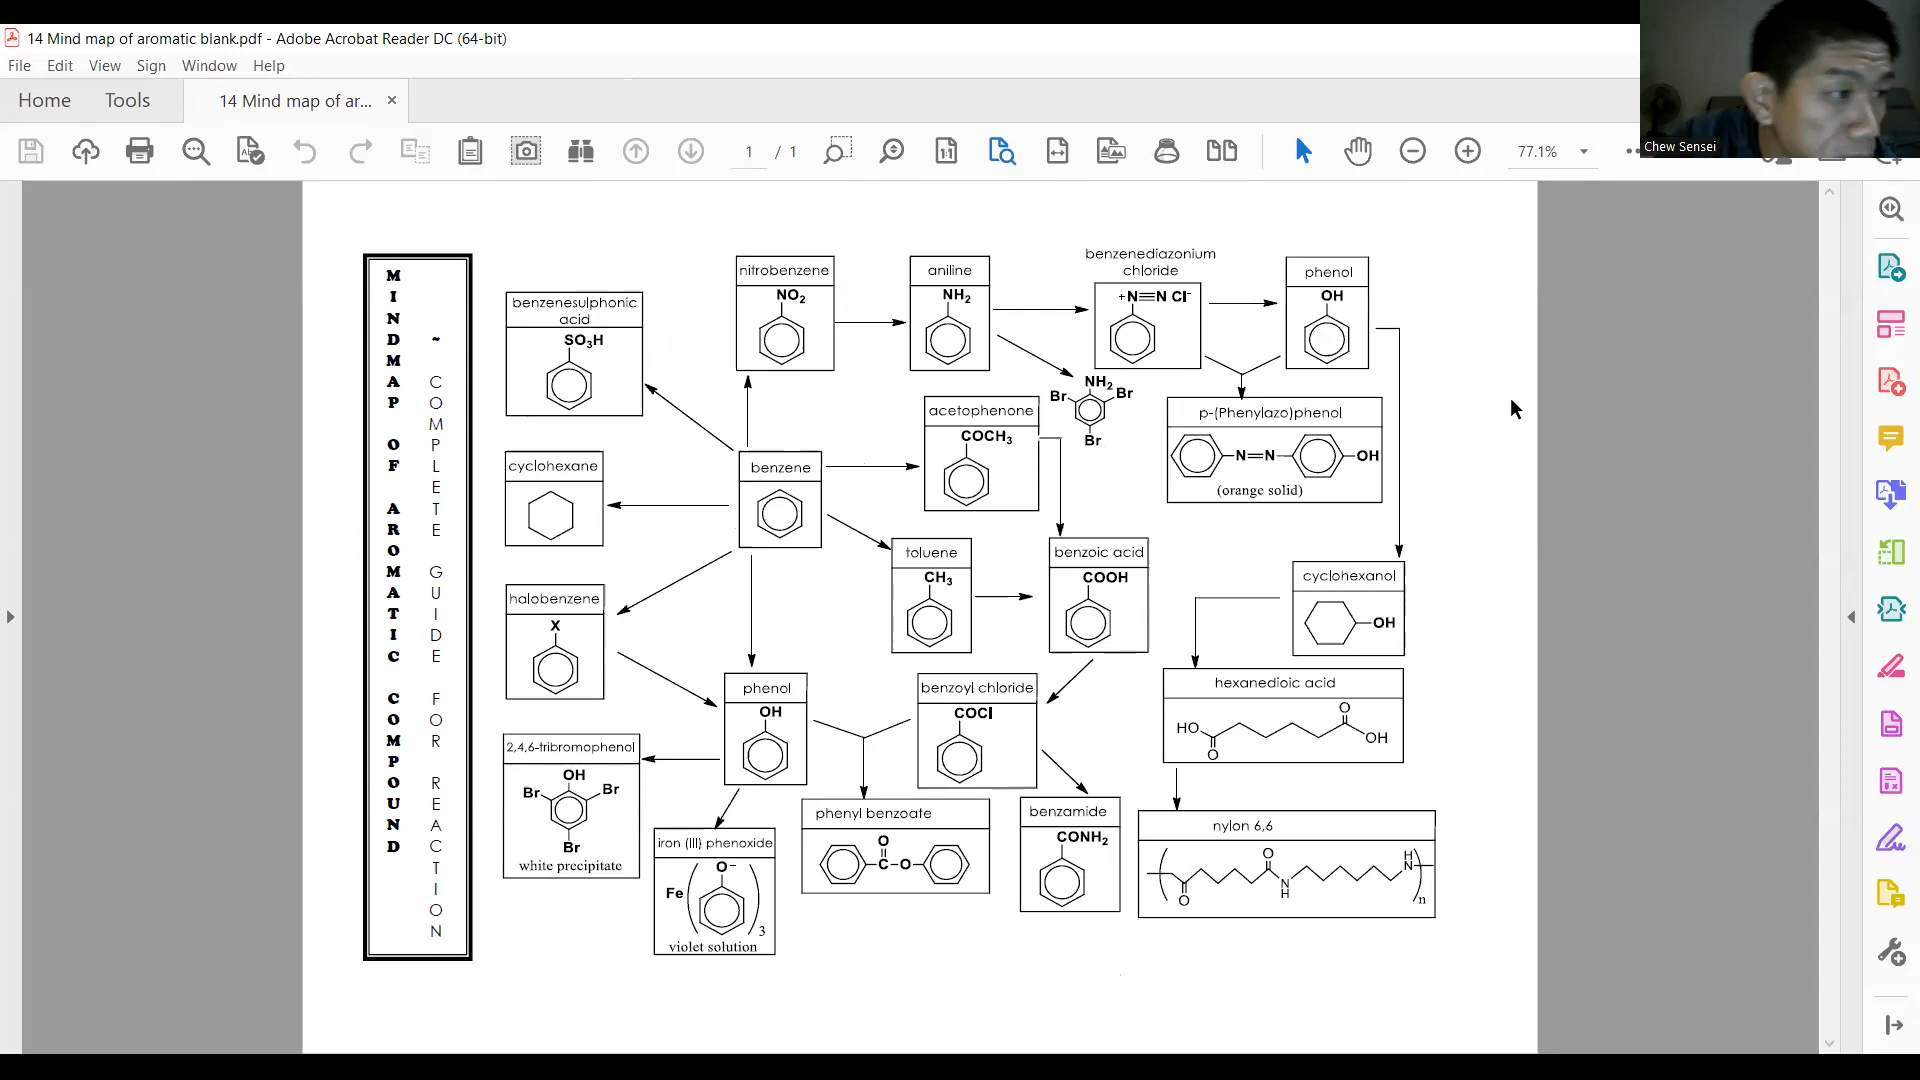 14 Mind map of aromatic blank.pdf - Adobe Acrobat Reader DC (64-bit)
File Edit View Sign Window Help
Home Tools 14 Mind map of ar... ×
1 / 1 77.1%
Chew Sensei
MINDMAP OF AROMATIC COMPOUND
~ COMPLETE GUIDE FOR REACTION
benzenesulphonic
acid
SO3H
nitrobenzene
NO2
aniline
NH2
benzenediazonium
chloride
+N≡N Cl-
phenol
OH
NH2
Br Br
Br
cyclohexane
benzene
acetophenone
COCH3
p-(Phenylazo)phenol
N=N OH
(orange solid)
halobenzene
X
toluene
CH3
benzoic acid
COOH
cyclohexanol
OH
phenol
OH
benzoyl chloride
COCl
hexanedioic acid
HO O O OH
2,4,6-tribromophenol
OH
Br Br
Br
white precipitate
iron (III) phenoxide
O-
Fe
3
violet solution
phenyl benzoate
O
C O
benzamide
CONH2
nylon 6,6
O H
N
N
O H n